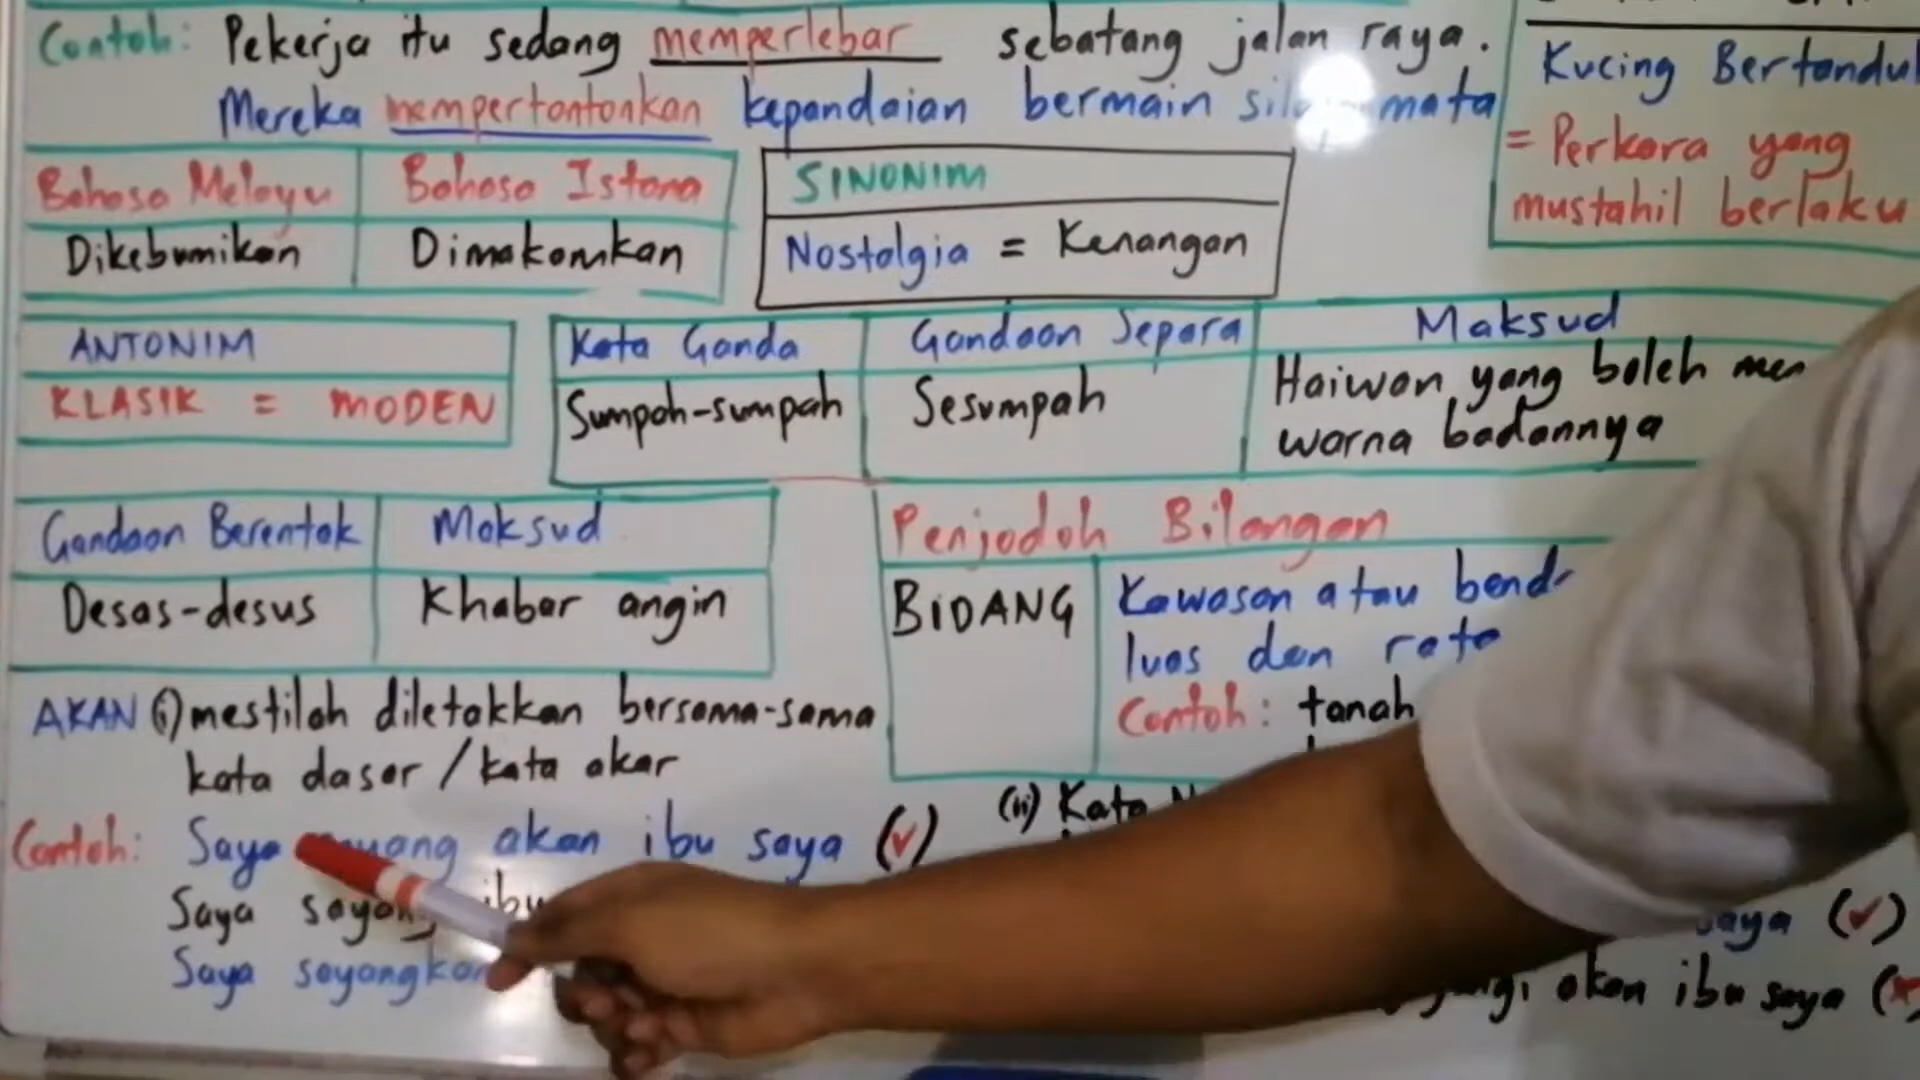 Contoh: Pekerja itu sedang memperlebar sebatang jalan raya.
Mereka mempertontonkan kepandaian bermain mata
Kucing
= Perkara yang
mustahil berlaku
Bahasa Melayu Bahasa Istana
Dikebumikan Dimakamkan
SINONIM
Nostalgia = Kenangan
ANTONIM
KLASIK = MODEN
Kata Ganda Gandaan Separa Maksud
Sumpah-sumpah Sesumpah Haiwan yang boleh
warna badannya
Gandaan Berentak Maksud
Desas-desus Khabar angin
Penjodoh Bilangan
BIDANG Kawasan atau
luas dan rata
Contoh: tanah
AKAN (i) mestilah diletakkan bersama-sama
kata dasar / kata akar
Contoh: Saya akan ibu saya (✓)
Saya ibu
Saya
(ii) Kata
saya (✓)
akan ibu saya